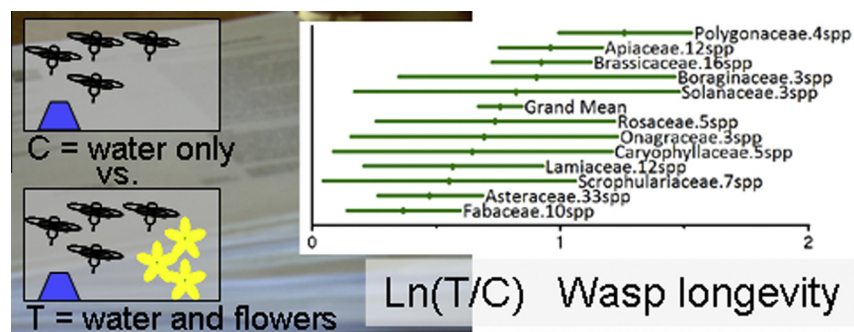 C = water only
vs.
T = water and flowers
Polygonaceae.4spp
Apiaceae.12spp
Brassicaceae.16spp
Boraginaceae.3spp
Solanaceae.3spp
Grand Mean
Rosaceae.5spp
Onagraceae.3spp
Caryophyllaceae.5spp
Lamiaceae.12spp
Scrophulariaceae.7spp
Asteraceae.33spp
Fabaceae.10spp
0 1 2
Ln(T/C) Wasp longevity